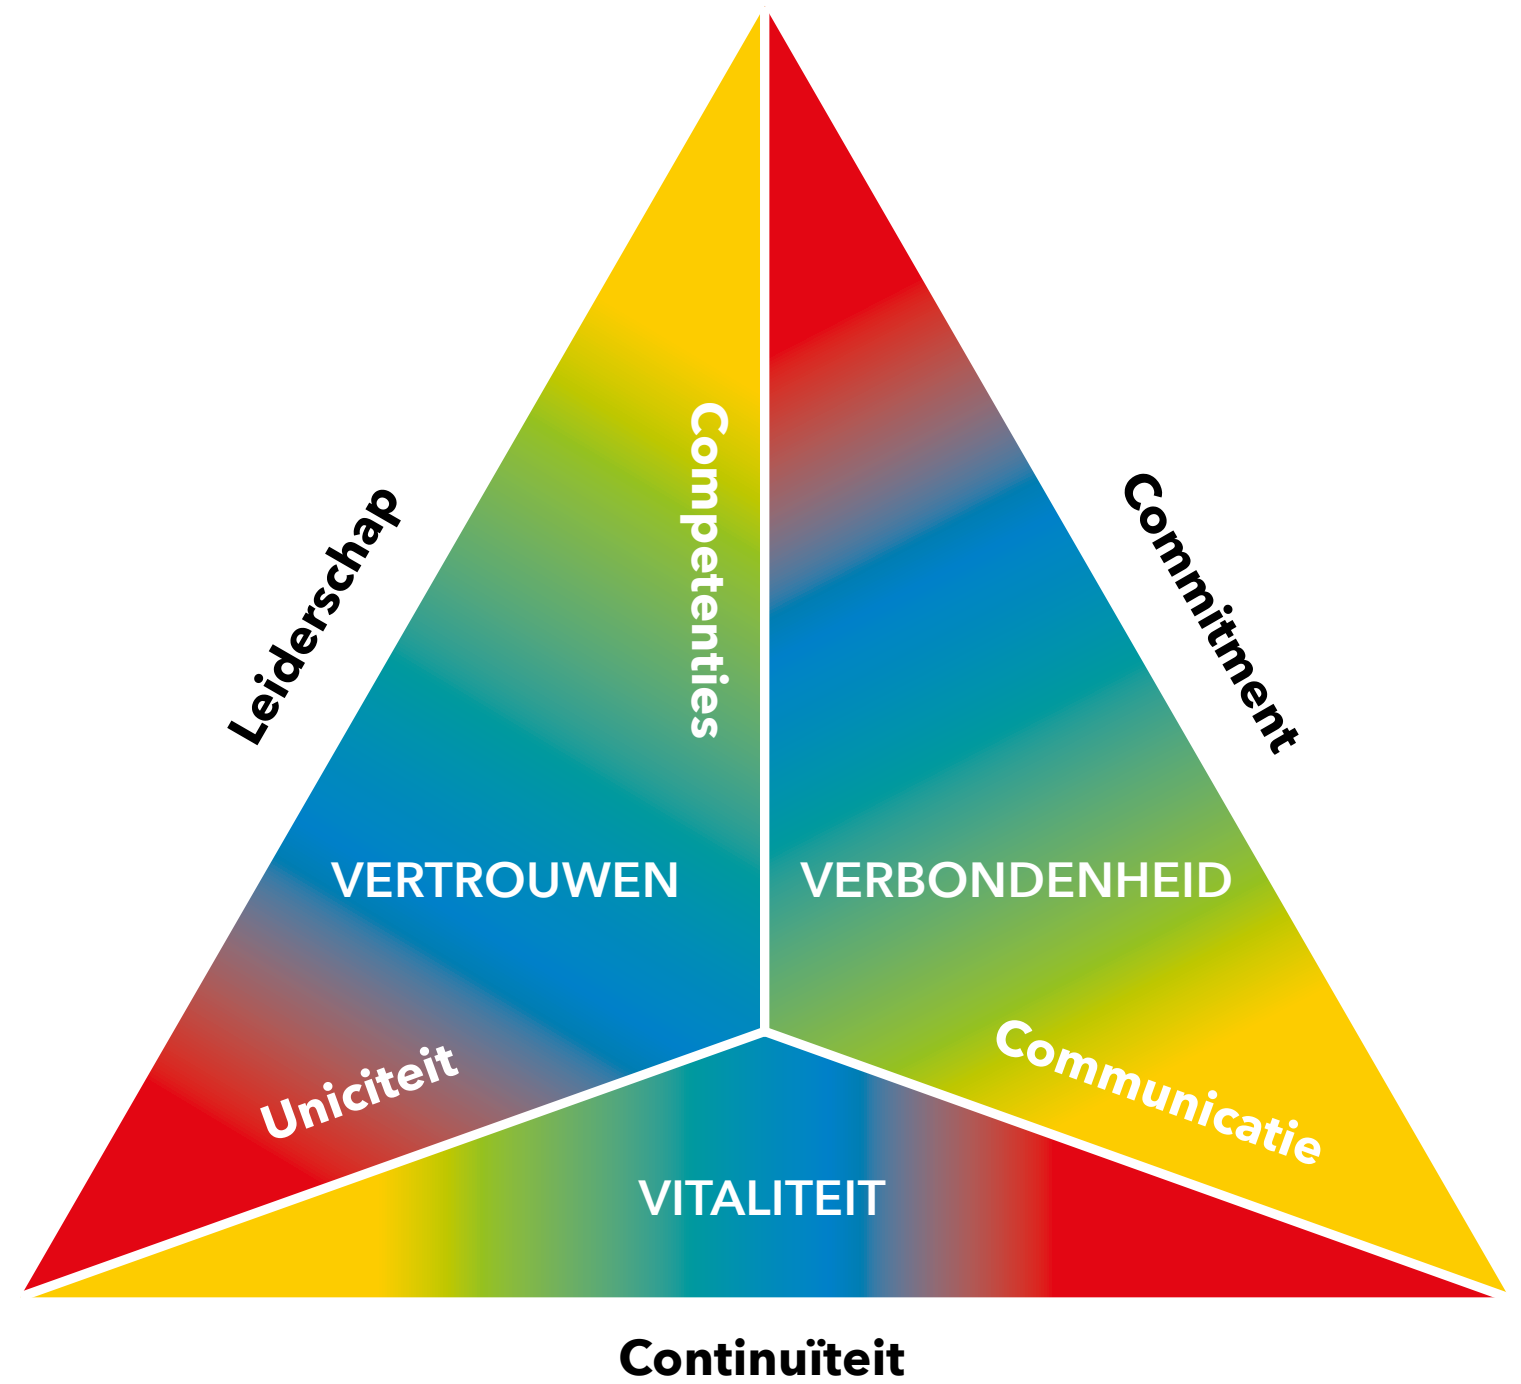 Leiderschap
Competenties
Commitment
VERTROUWEN
VERBONDENHEID
Uniciteit
Communicatie
VITALITEIT
Continuïteit